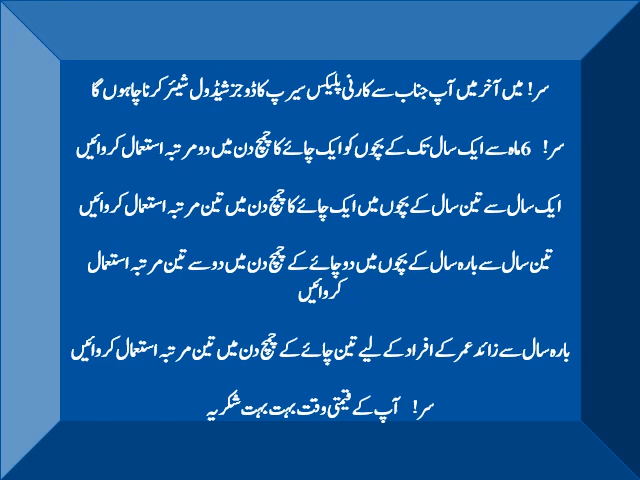 سر! میں آخر میں آپ جناب سے کارنی پلیکس سیرپ کا ڈوجز شیڈول شیئر کرنا چاہوں گا
سر! 6 ماہ سے ایک سال تک کے بچوں کو ایک چائے کا چمچ دن میں دو مرتبہ استعمال کروائیں
ایک سال سے تین سال کے بچوں میں ایک چائے کا چمچ دن میں تین مرتبہ استعمال کروائیں
تین سال سے بارہ سال کے بچوں میں دو چائے کے چمچ دن میں دو سے تین مرتبہ استعمال
کروائیں
بارہ سال سے زائد عمر کے افراد کے لیے تین چائے کے چمچ دن میں تین مرتبہ استعمال کروائیں
سر! آپ کے قیمتی وقت بہت بہت شکریہ